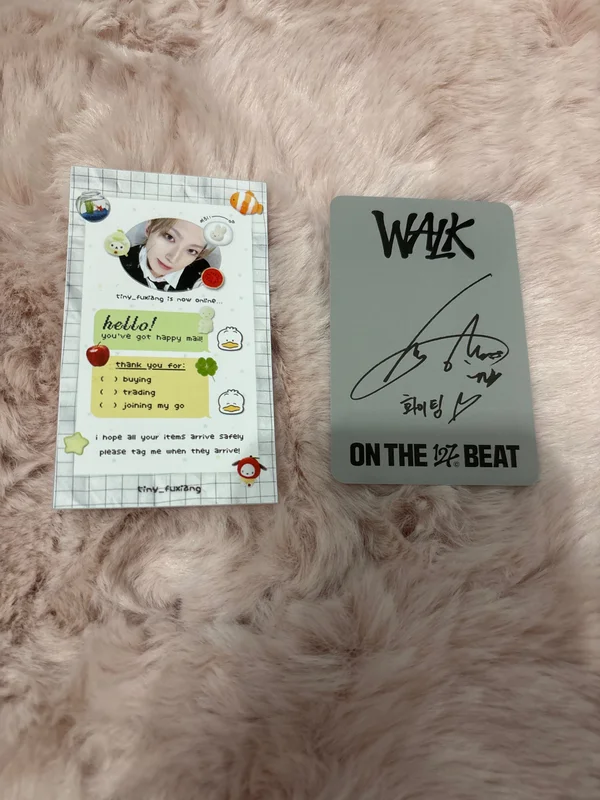 tiny_fuxiang is now online...
hello!
you've got happy mail!
thank you for:
( ) buying
( ) trading
( ) joining my go
i hope all your items arrive safely
please tag me when they arrive!
tiny_fuxiang
WALK
화이팅
ON THE 127 BEAT